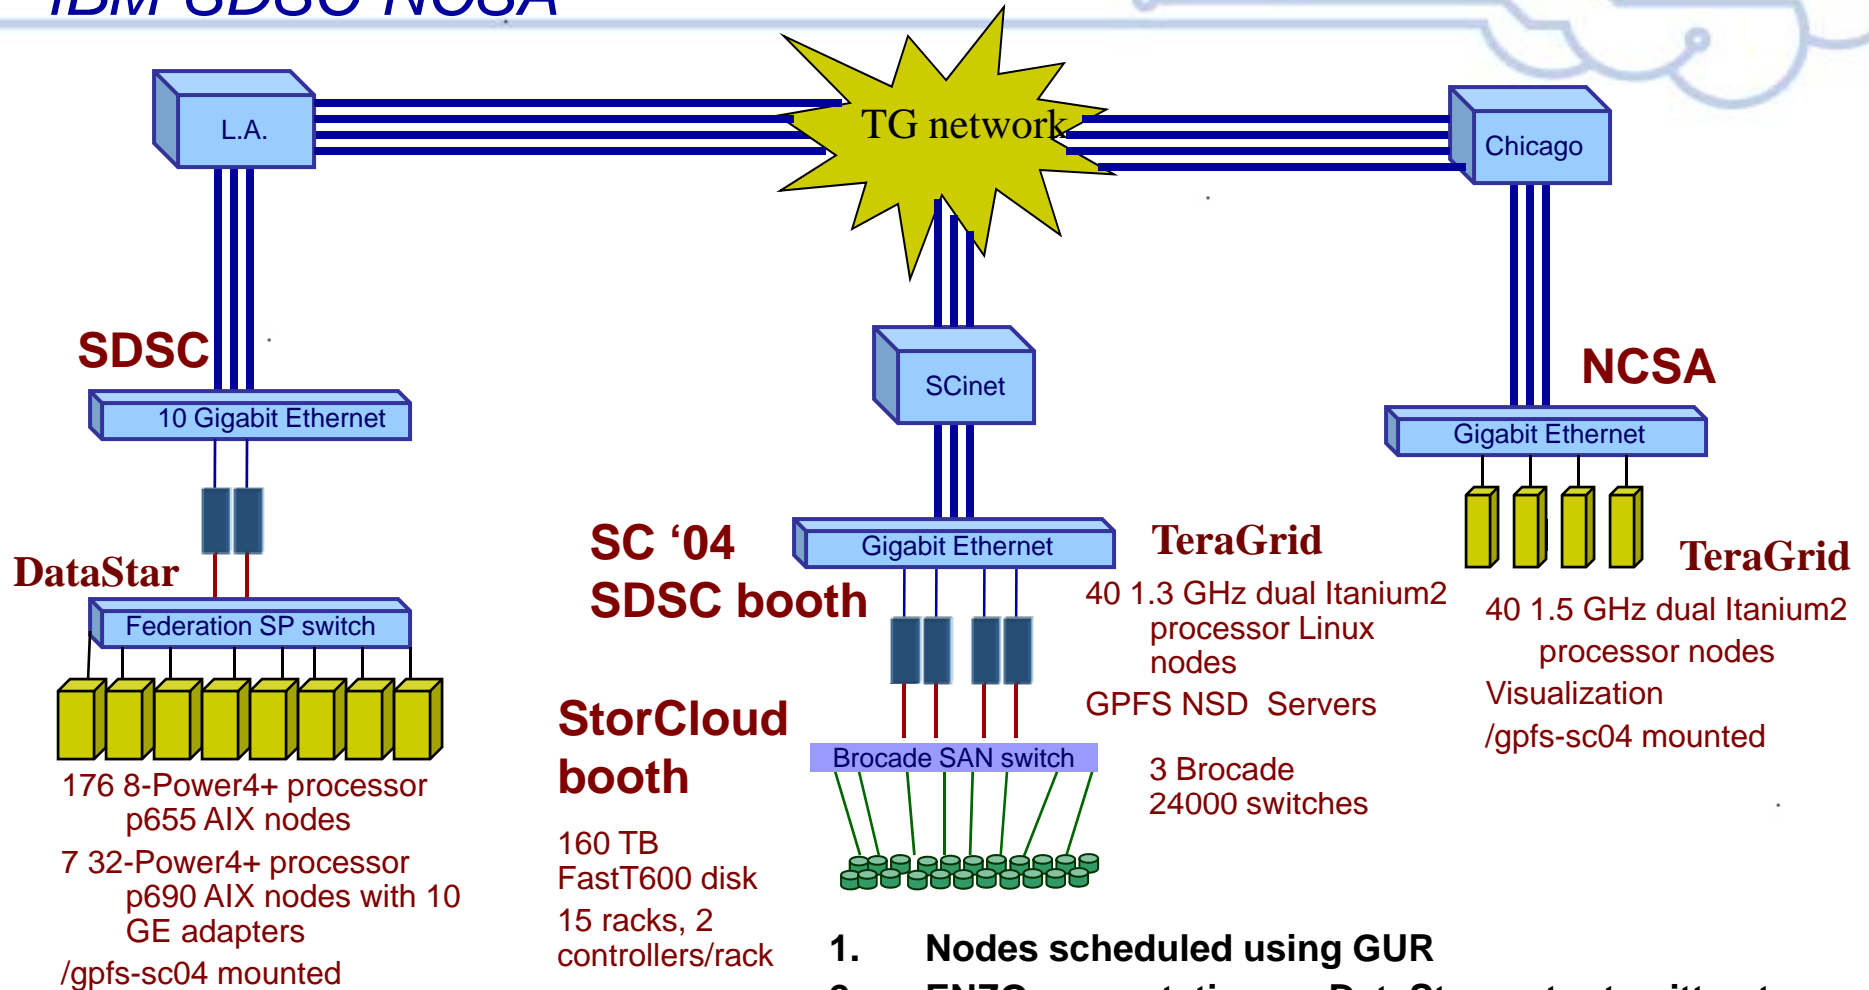 IBM-SDSC-NCSA
TG network
L.A.
Chicago
SDSC
10 Gigabit Ethernet
SCinet
NCSA
Gigabit Ethernet
DataStar
Federation SP switch
SC ‘04
SDSC booth
Gigabit Ethernet
TeraGrid
40 1.3 GHz dual Itanium2
processor Linux
nodes
GPFS NSD Servers
TeraGrid
40 1.5 GHz dual Itanium2
processor nodes
Visualization
/gpfs-sc04 mounted
StorCloud
booth
Brocade SAN switch
3 Brocade
24000 switches
176 8-Power4+ processor
p655 AIX nodes
7 32-Power4+ processor
p690 AIX nodes with 10
GE adapters
/gpfs-sc04 mounted
160 TB
FastT600 disk
15 racks, 2
controllers/rack
1. Nodes scheduled using GUR